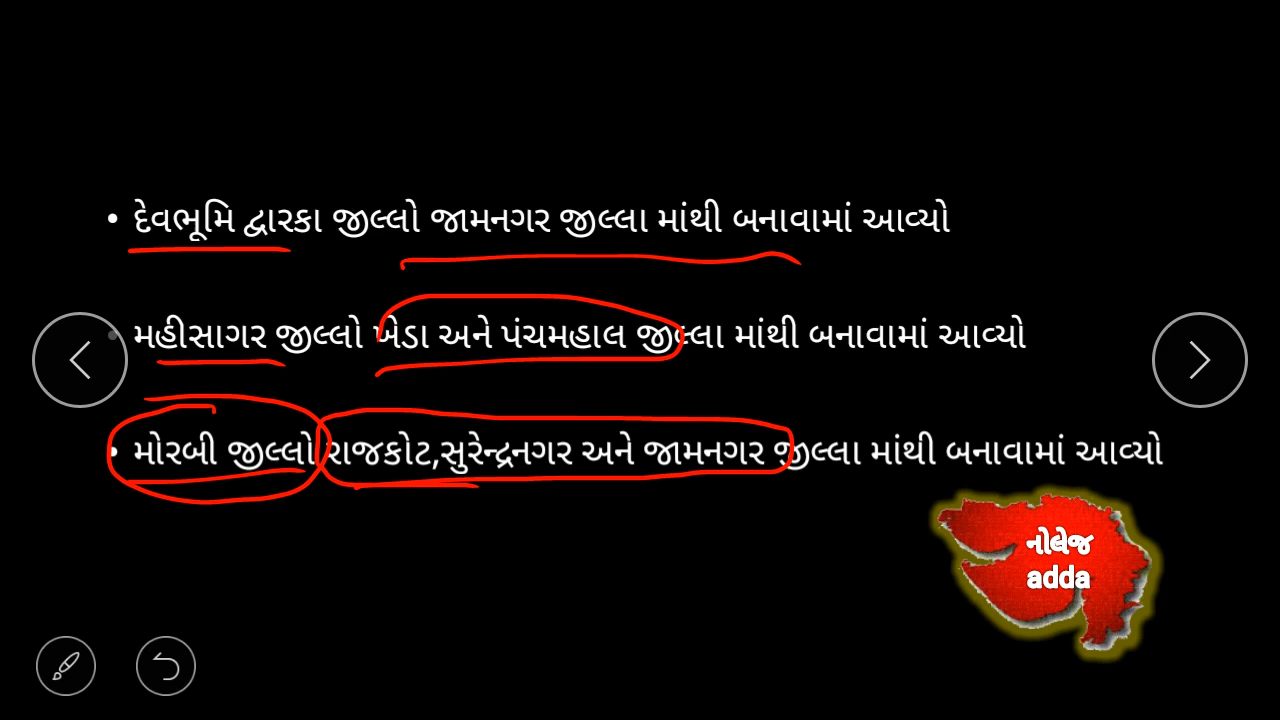 • દેવભૂમિ દ્વારકા જીલ્લો જામનગર જીલ્લા માંથી બનાવામાં આવ્યો
• મહીસાગર જીલ્લો ખેડા અને પંચમહાલ જીલ્લા માંથી બનાવામાં આવ્યો
• મોરબી જીલ્લો રાજકોટ,સુરેન્દ્રનગર અને જામનગર જીલ્લા માંથી બનાવામાં આવ્યો
નોલેજ
adda